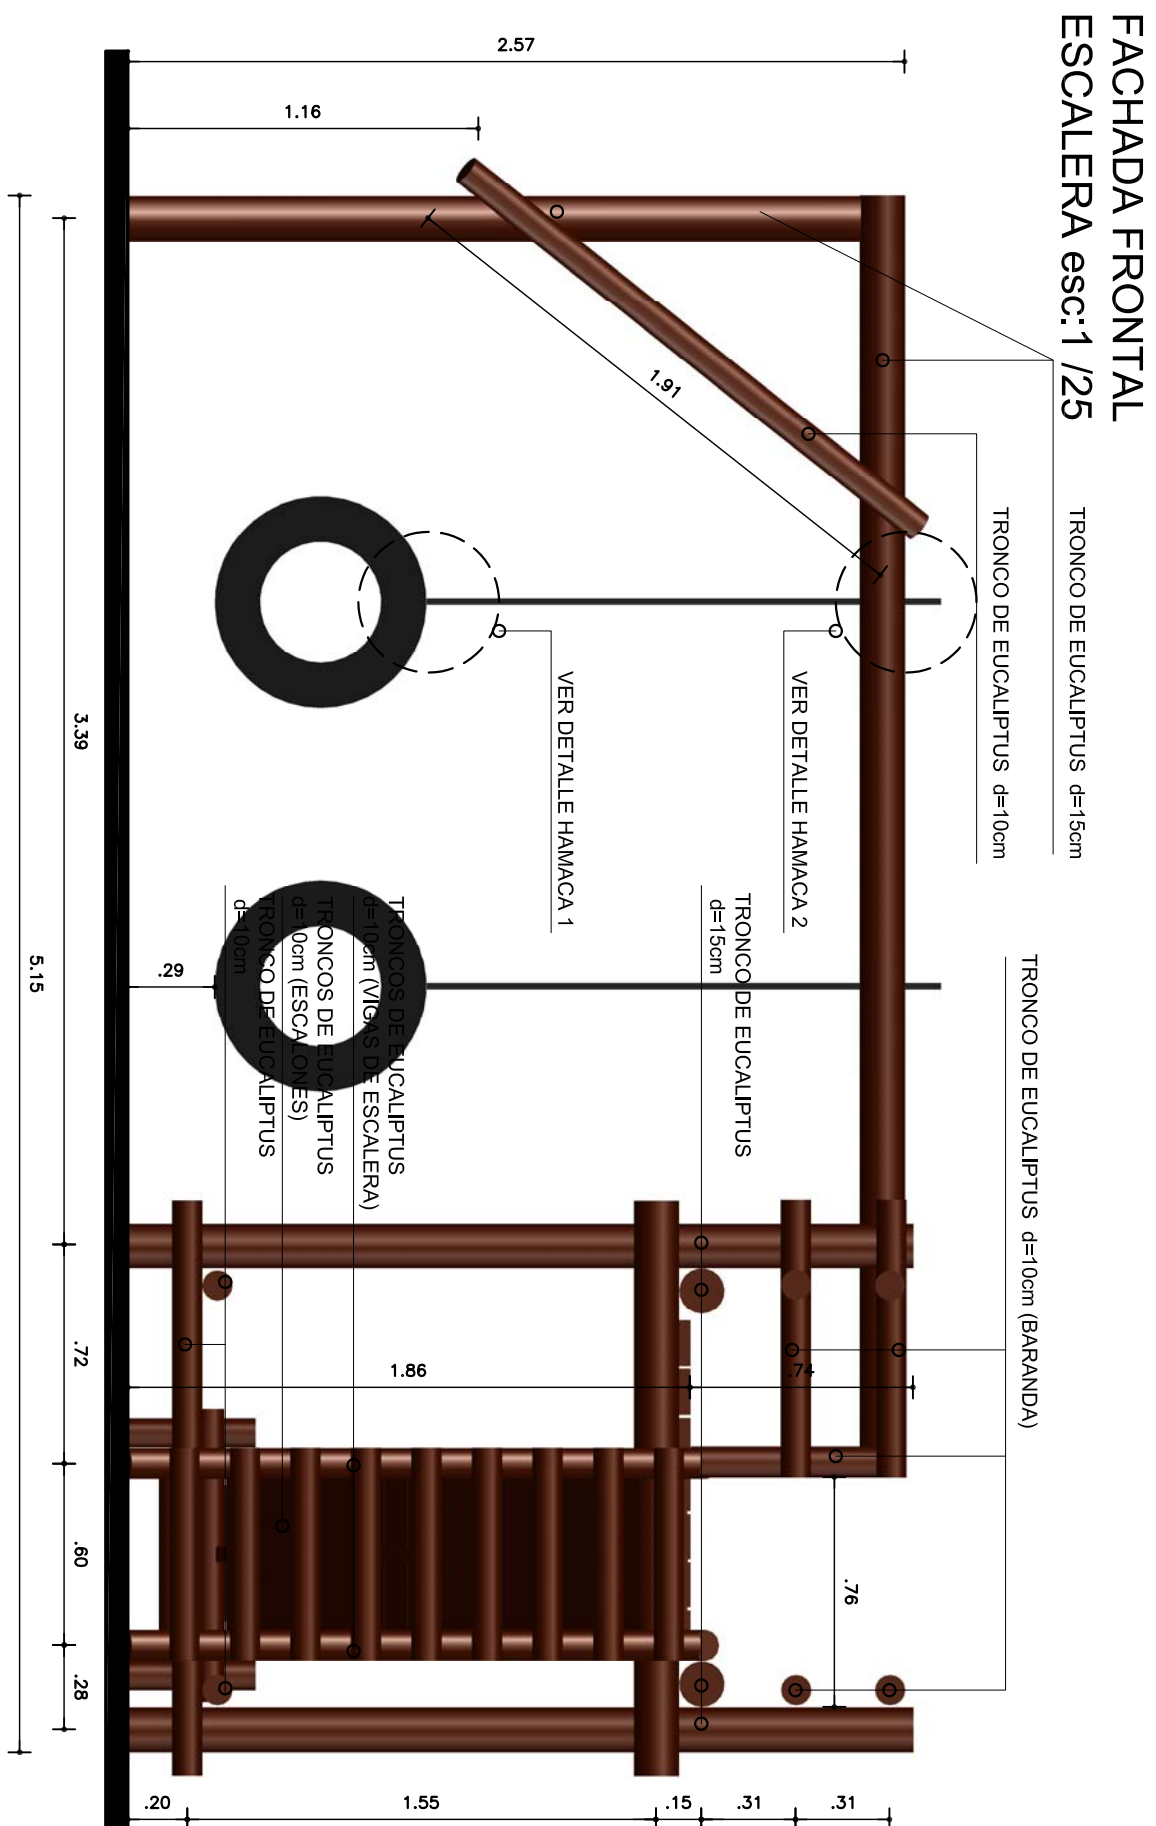 FACHADA FRONTAL
ESCALERA esc:1 /25
TRONCO DE EUCALIPTUS d=15cm
TRONCO DE EUCALIPTUS d=10cm
TRONCO DE EUCALIPTUS d=10cm (BARANDA)
VER DETALLE HAMACA 2
VER DETALLE HAMACA 1
TRONCO DE EUCALIPTUS
d=15cm
TRONCOS DE EUCALIPTUS
d=10cm (VIGAS DE ESCALERA)
TRONCOS DE EUCALIPTUS
d=10cm (ESCALONES)
TRONCO DE EUCALIPTUS
d=10cm
2.57
1.16
1.91
.29
1.86
.74
.76
3.39
.72
.60
.28
5.15
.20
1.55
.15
.31
.31